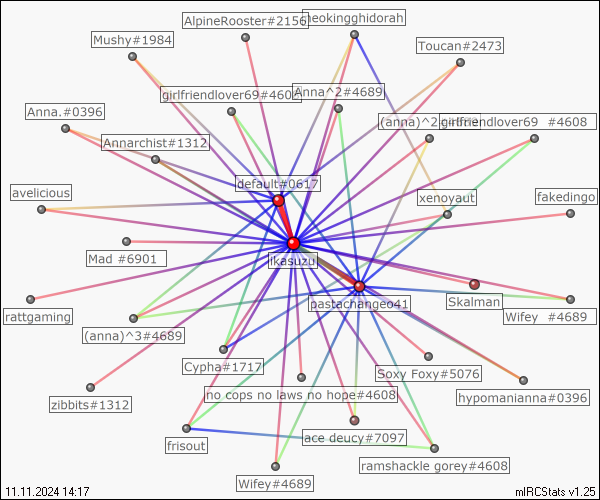 AlpineRooster#2156
neokingghidorah
Mushy#1984
Toucan#2473
girlfriendlover69#460
Anna^2#4689
Anna.#0396
(anna)^2
girlfriendlover69 #4608
Annarchist#1312
default#0617
avelicious
xenoyaut
fakedingo
Mad #6901
ikasuzu
rattgaming
pastachangeo41
Skalman
Wifey #4689
(anna)^3#4689
Cypha#1717
Soxy Foxy#5076
zibbits#1312
no cops no laws no hope#4608
hypomanianna#0396
frisout
ace deucy#7097
ramshackle gorey#4608
Wifey#4689
11.11.2024 14:17
mIRCStats v1.25